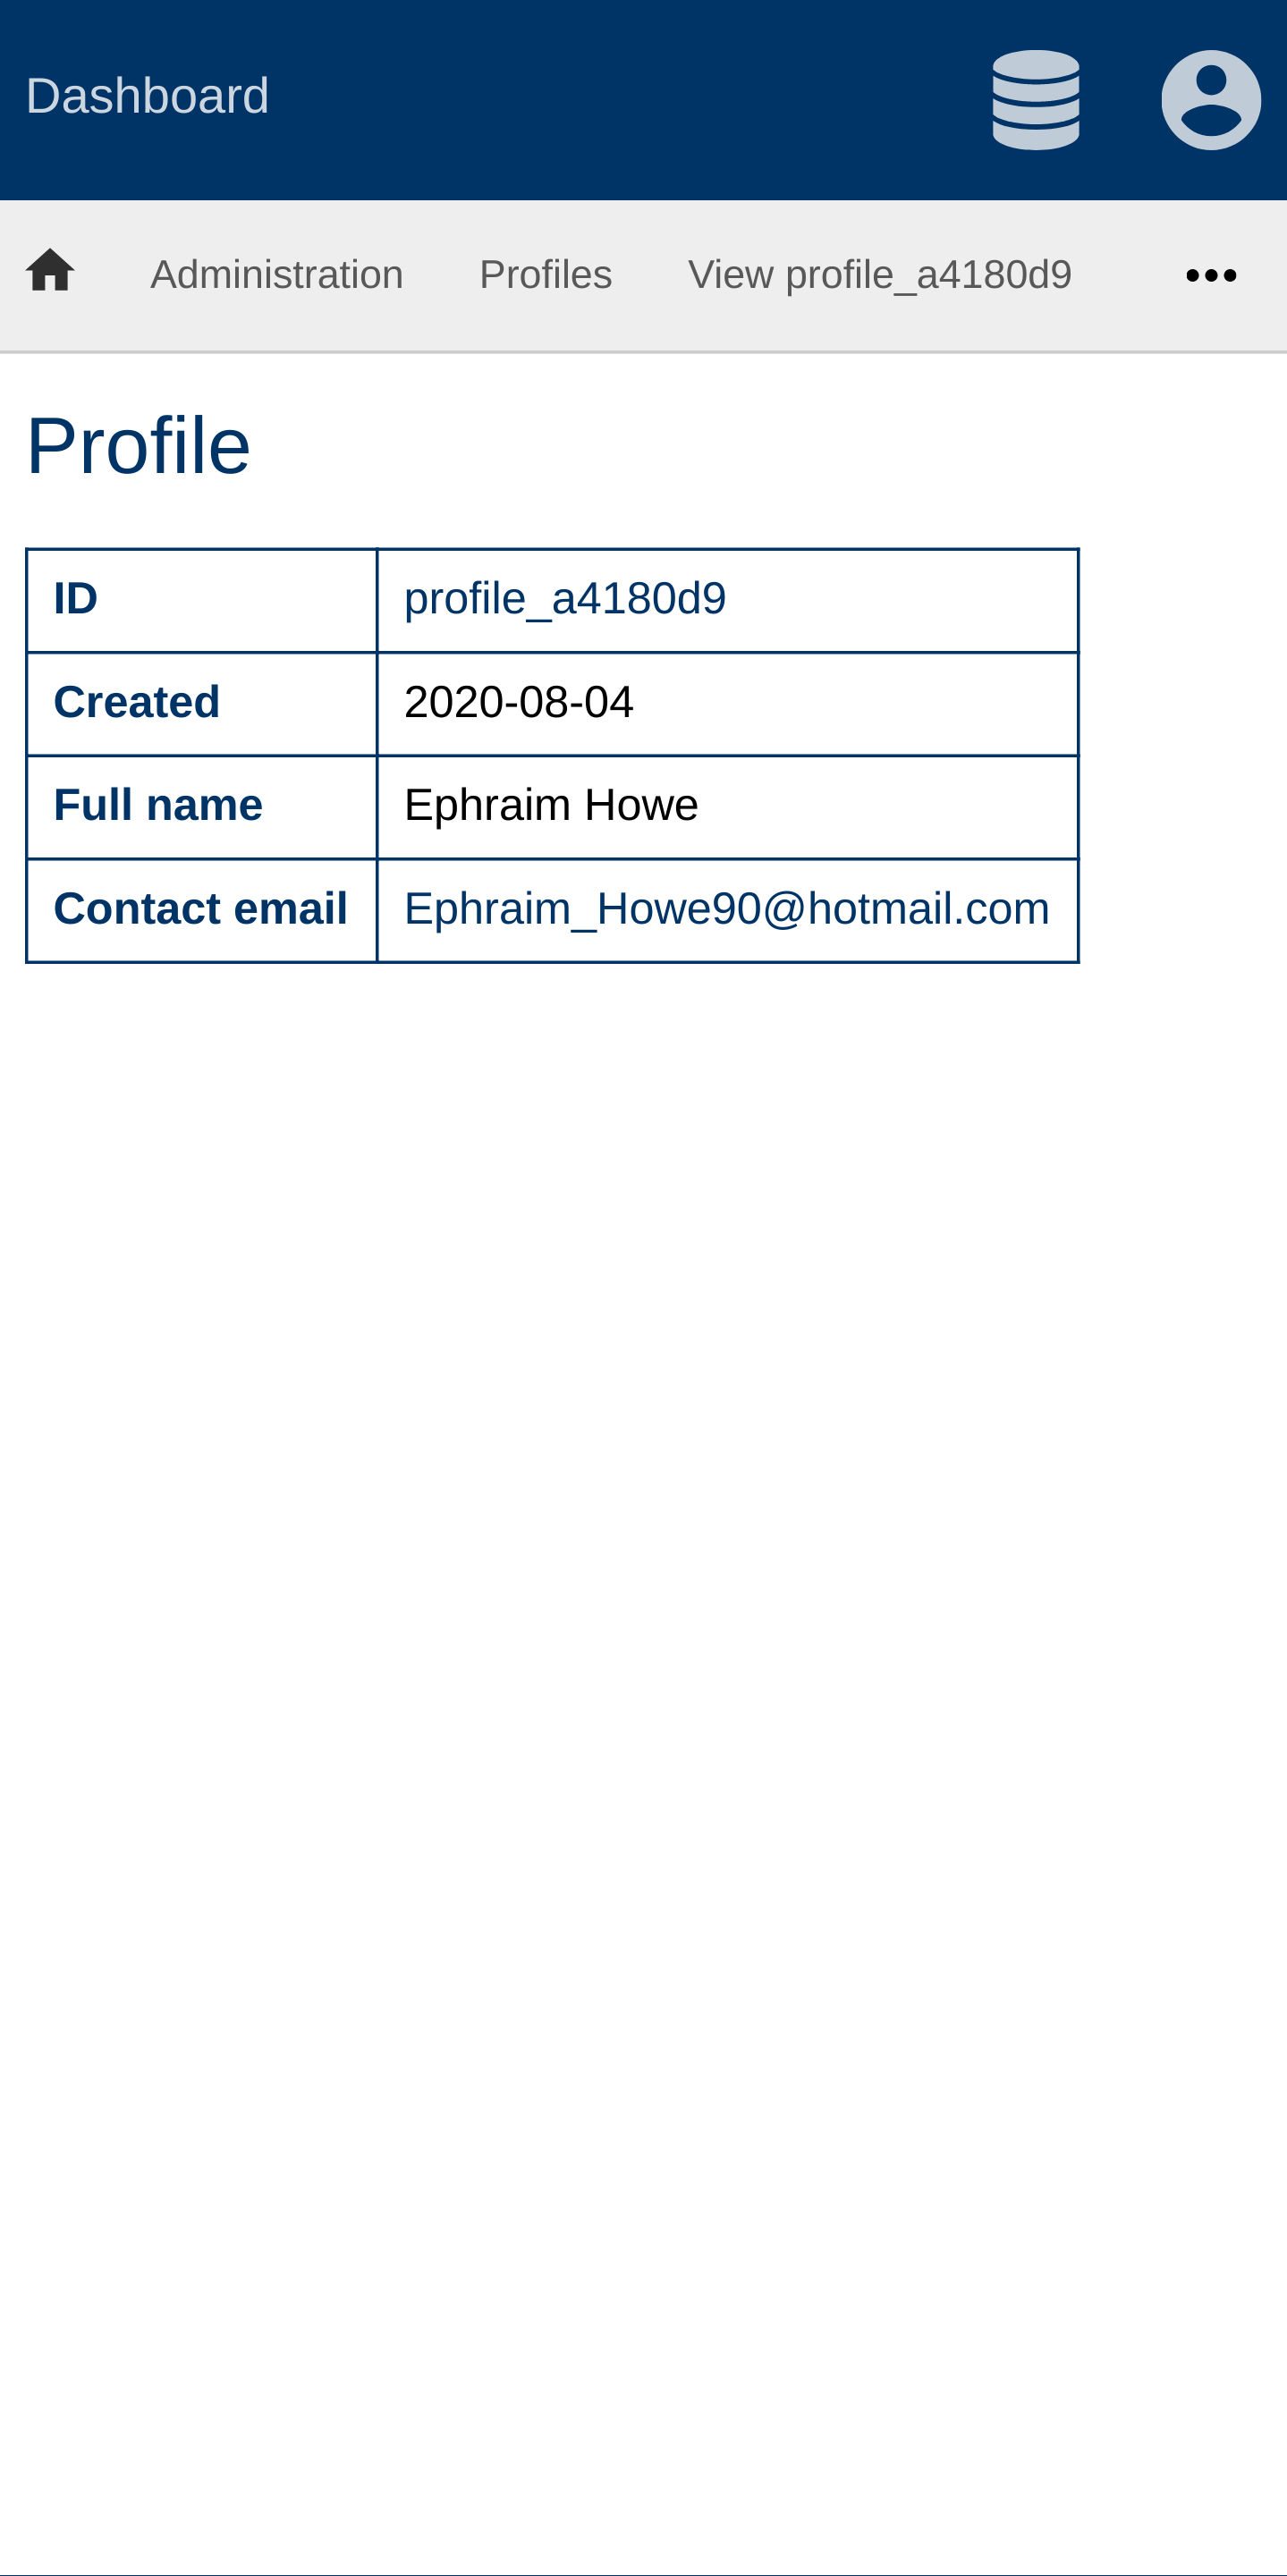 Dashboard
Administration Profiles View profile_a4180d9
Profile
ID profile_a4180d9
Created 2020-08-04
Full name Ephraim Howe
Contact email Ephraim_Howe90@hotmail.com